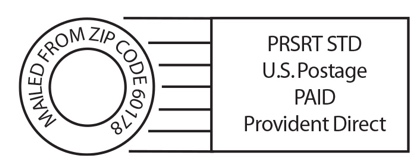 MAILED FROM ZIP CODE 60178
PRSRT STD
U.S. Postage
PAID
Provident Direct